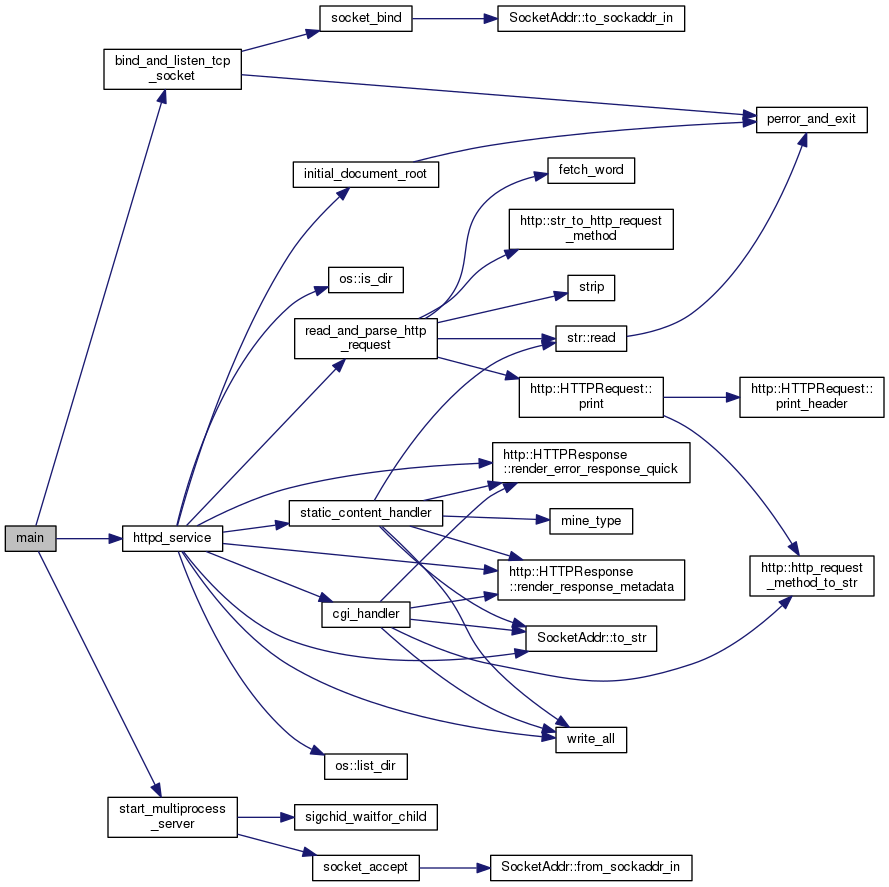 socket_bind
SocketAddr::to_sockaddr_in
bind_and_listen_tcp
_socket
perror_and_exit
initial_document_root
fetch_word
http::str_to_http_request
_method
os::is_dir
strip
read_and_parse_http
_request
str::read
http::HTTPRequest::
print
http::HTTPRequest::
print_header
http::HTTPResponse
::render_error_response_quick
static_content_handler
mine_type
main
httpd_service
http::HTTPResponse
::render_response_metadata
http::http_request
_method_to_str
cgi_handler
SocketAddr::to_str
write_all
os::list_dir
start_multiprocess
_server
sigchid_waitfor_child
socket_accept
SocketAddr::from_sockaddr_in